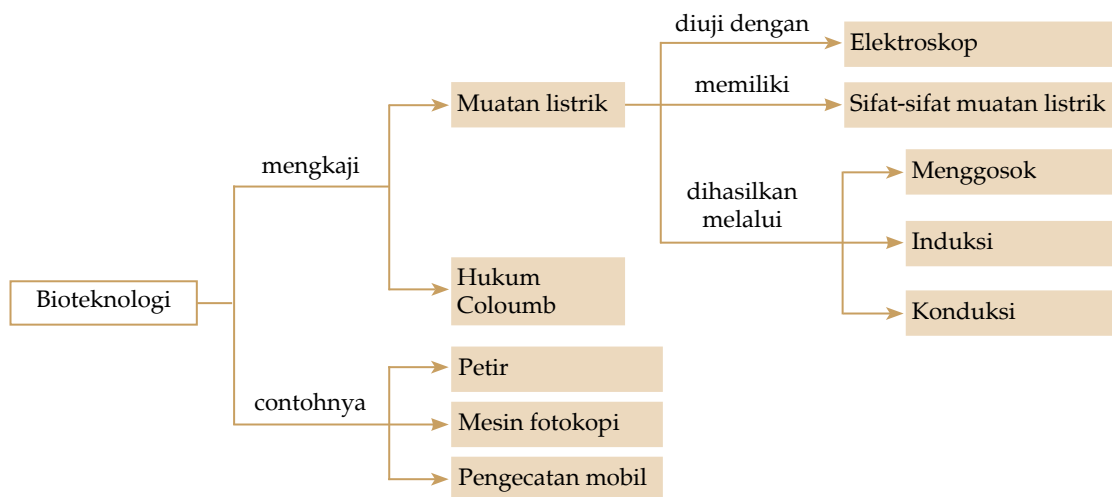 Bioteknologi
mengkaji
Muatan listrik
diuji dengan
Elektroskop
memiliki
Sifat-sifat muatan listrik
dihasilkan
melalui
Menggosok
Induksi
Konduksi
Hukum
Coloumb
contohnya
Petir
Mesin fotokopi
Pengecatan mobil